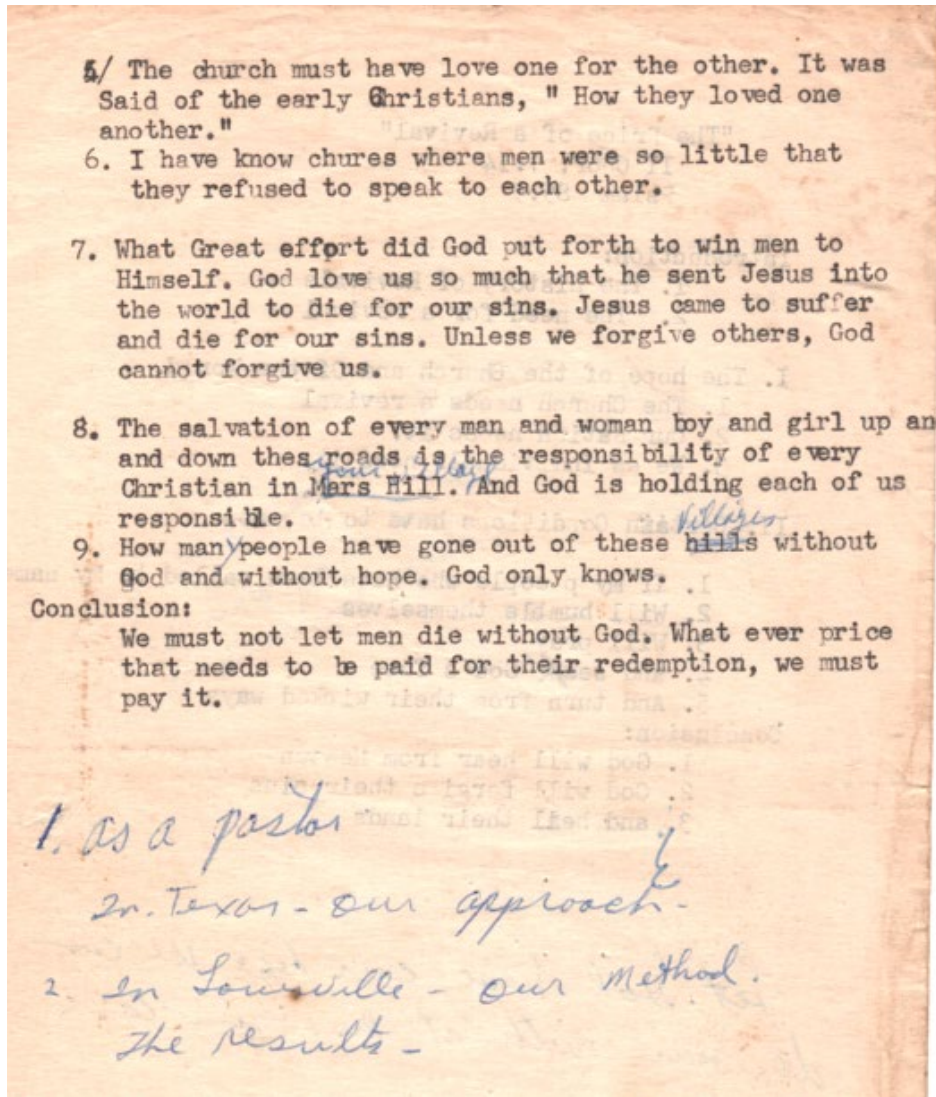 5/ The church must have love one for the other. It was
Said of the early Christians, " How they loved one
another."
6. I have know chures where men were so little that
they refused to speak to each other.
7. What Great effort did God put forth to win men to
Himself. God love us so much that he sent Jesus into
the world to die for our sins. Jesus came to suffer
and die for our sins. Unless we forgive others, God
cannot forgive us.
8. The salvation of every man and woman boy and girl up an
and down thes roads is the responsibility of every
your village
Christian in Mars Hill. And God is holding each of us
responsible.
Villages
9. How many people have gone out of these hills without
God and without hope. God only knows.
Conclusion:
We must not let men die without God. What ever price
that needs to be paid for their redemption, we must
pay it.
1. as a pastor
In. Texas - our approach -
2 In Louisville - our Method.
The results -